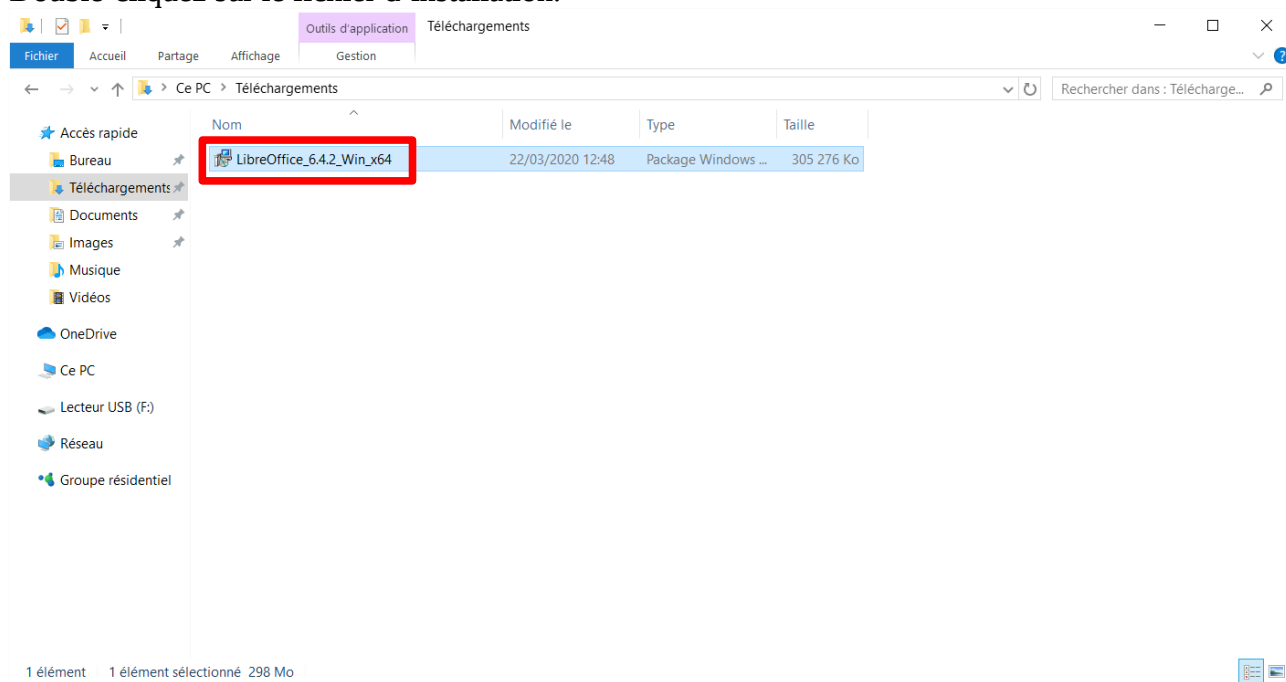 Double-cliquez sur le fichier d'installation.
Outils d'application Téléchargements
Fichier Accueil Partage Affichage Gestion
Ce PC > Téléchargements Rechercher dans : Télécharge...
Nom Modifié le Type Taille
LibreOffice_6.4.2_Win_x64 22/03/2020 12:48 Package Windows ... 305 276 Ko
Accès rapide
Bureau
Téléchargements
Documents
Images
Musique
Vidéos
OneDrive
Ce PC
Lecteur USB (F:)
Réseau
Groupe résidentiel
1 élément 1 élément sélectionné 298 Mo